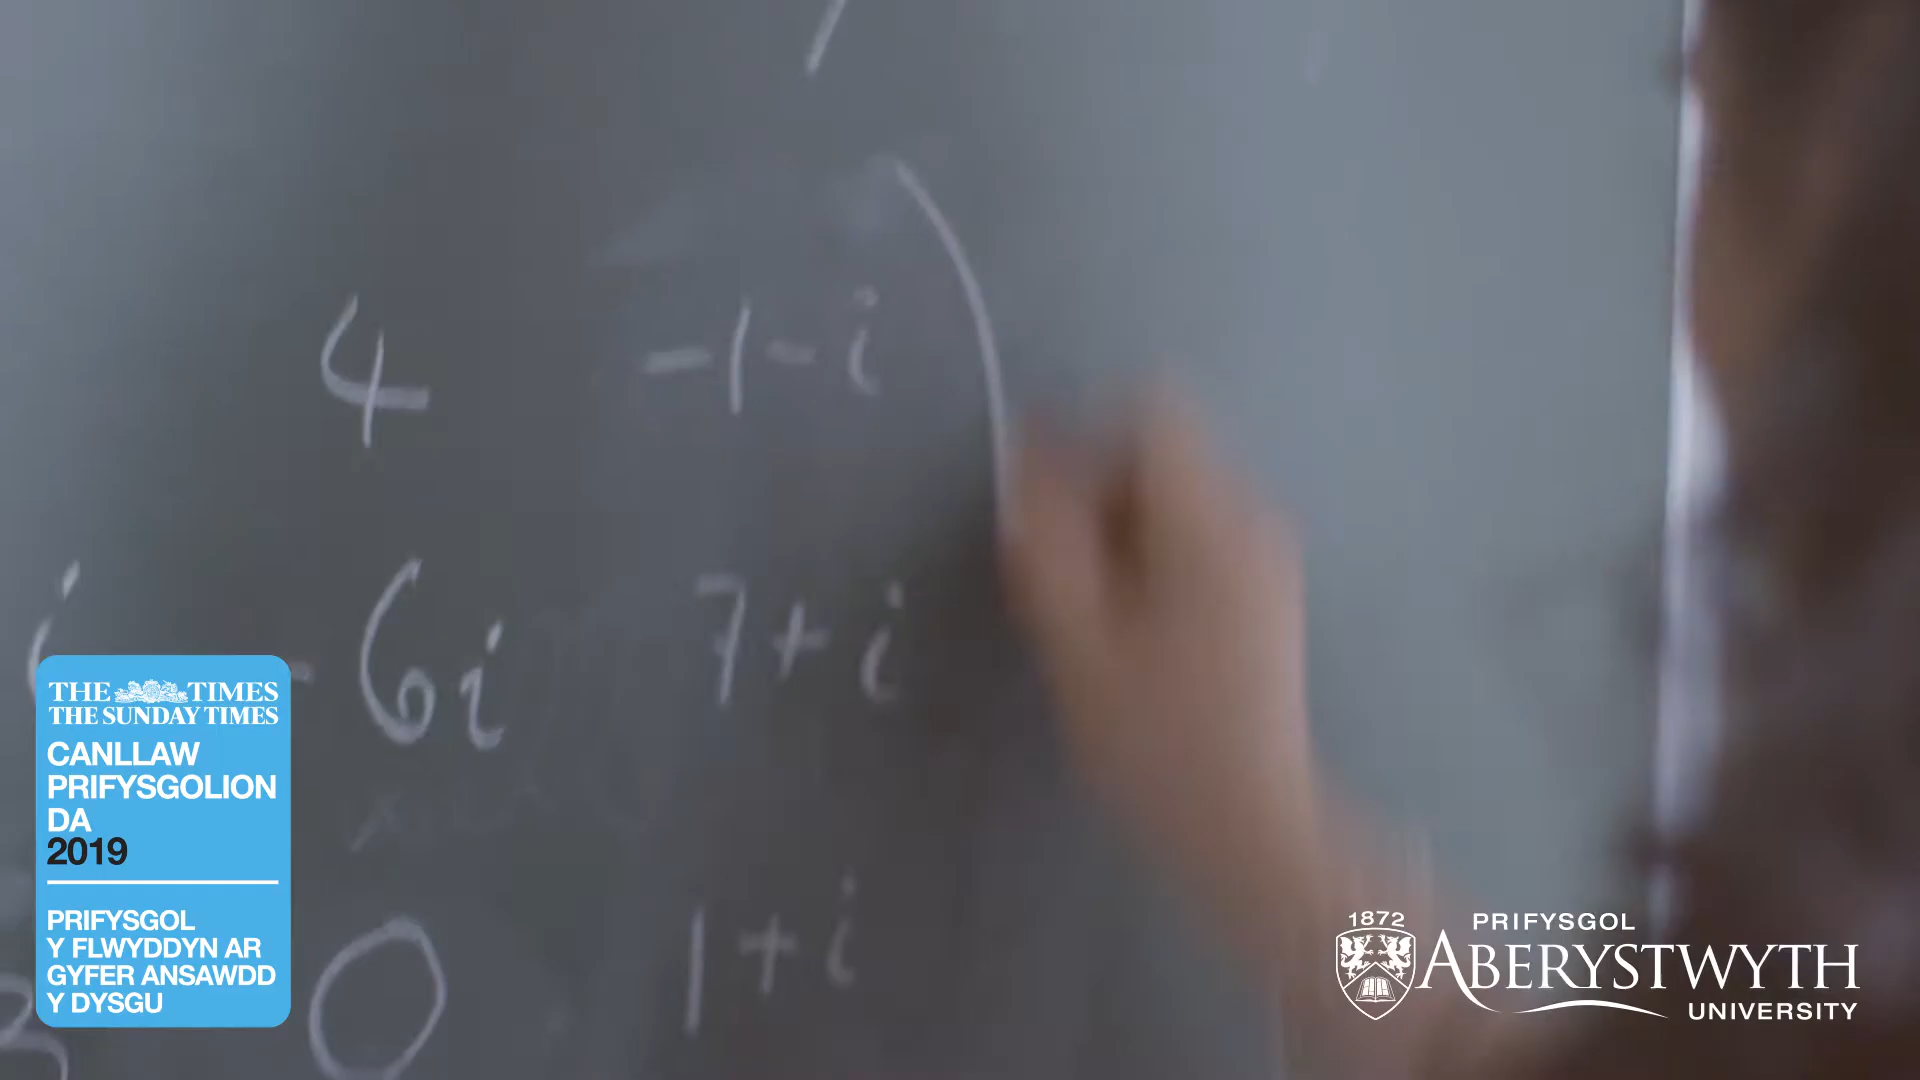 4 -1-i
i - 6i 7+i
0 1+i
THE TIMES
THE SUNDAY TIMES
CANLLAW
PRIFYSGOLION
DA
2019
PRIFYSGOL
Y FLWYDDYN AR
GYFER ANSAWDD
Y DYSGU
1872
PRIFYSGOL
ABERYSTWYTH
UNIVERSITY